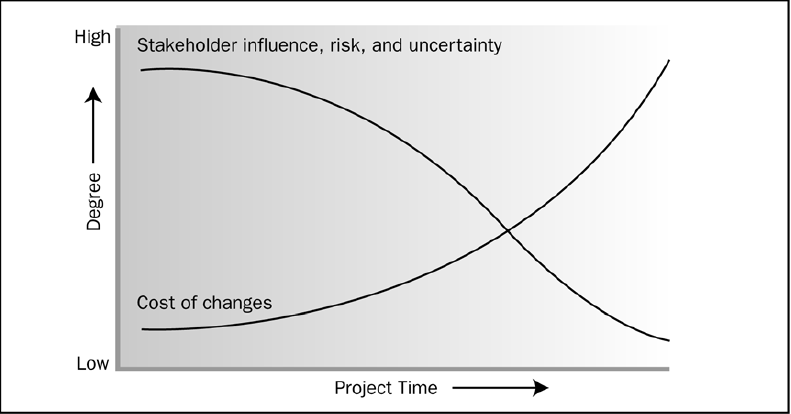 High
Stakeholder influence, risk, and uncertainty
Degree
Cost of changes
Low
Project Time